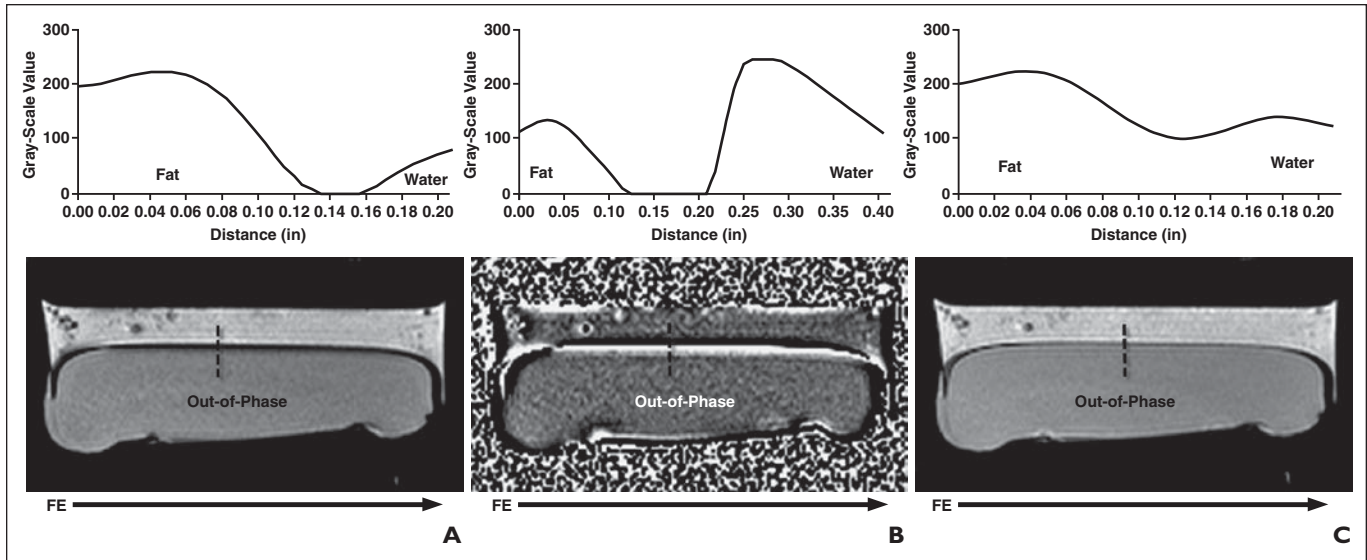 300
200
100
0
Gray-Scale Value
Fat
Water
0.00 0.02 0.04 0.06 0.08 0.10 0.12 0.14 0.16 0.18 0.20
Distance (in)
300
200
100
0
Gray-Scale Value
Fat
Water
0.00 0.05 0.10 0.15 0.20 0.25 0.30 0.35 0.40
Distance (in)
300
200
100
0
Gray-Scale Value
Fat
Water
0.00 0.02 0.04 0.06 0.08 0.10 0.12 0.14 0.16 0.18 0.20
Distance (in)
Out-of-Phase
FE
A
Out-of-Phase
FE
B
Out-of-Phase
FE
C